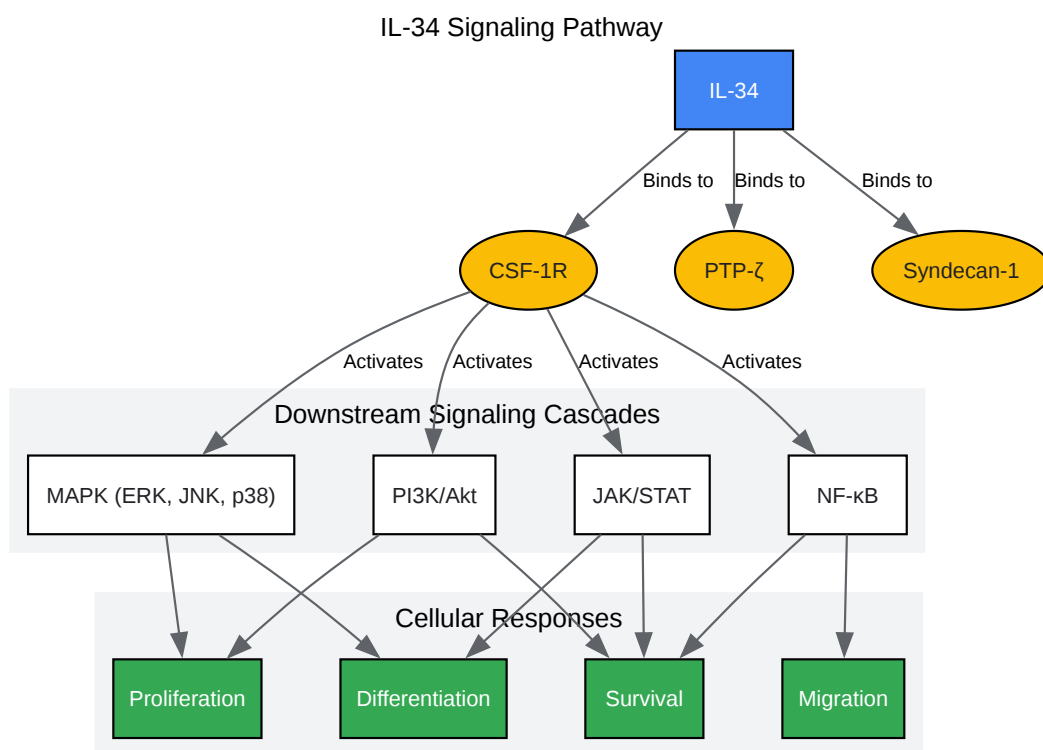 IL-34 Signaling Pathway
IL-34
Binds to
Binds to
Binds to
CSF-1R
PTP-ζ
Syndecan-1
Activates
Activates
Activates
Activates
Downstream Signaling Cascades
MAPK (ERK, JNK, p38)
PI3K/Akt
JAK/STAT
NF-κB
Cellular Responses
Proliferation
Differentiation
Survival
Migration